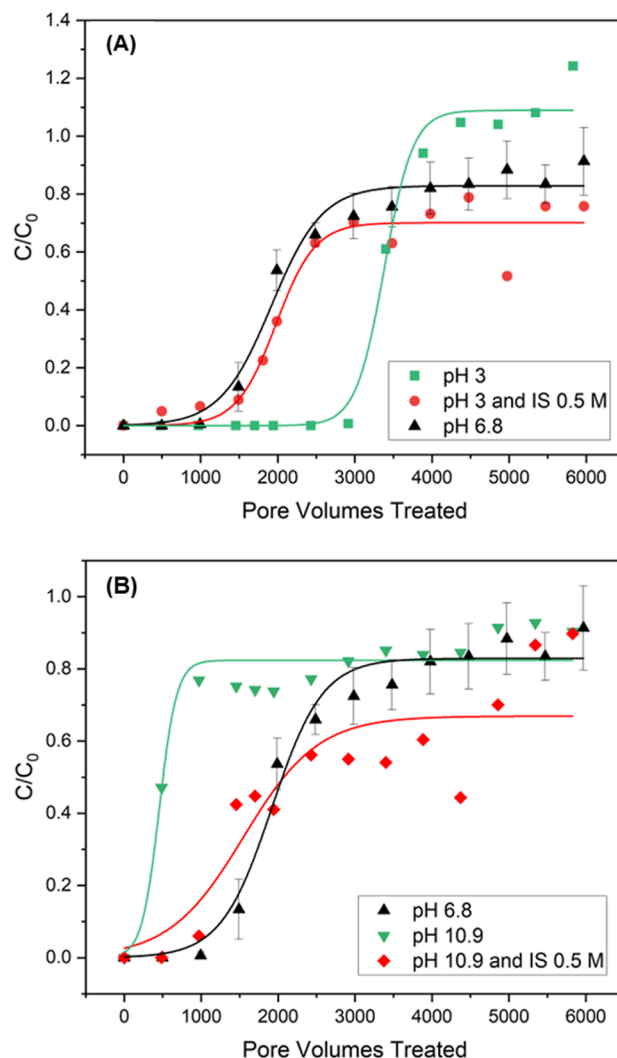 (A)
C/C₀
1.4
1.2
1.0
0.8
0.6
0.4
0.2
0.0
pH 3
pH 3 and IS 0.5 M
pH 6.8
0 1000 2000 3000 4000 5000 6000
Pore Volumes Treated
(B)
C/C₀
1.0
0.8
0.6
0.4
0.2
0.0
pH 6.8
pH 10.9
pH 10.9 and IS 0.5 M
0 1000 2000 3000 4000 5000 6000
Pore Volumes Treated